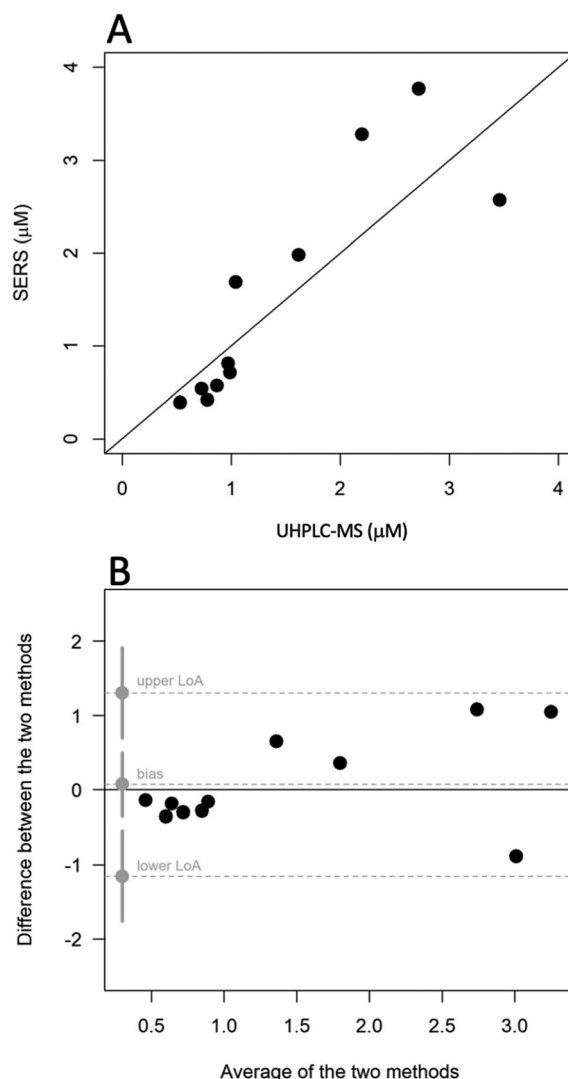 A
4
3
2
1
0
SERS (μM)
0 1 2 3 4
UHPLC-MS (μM)
B
2
1
0
-1
-2
Difference between the two methods
upper LoA
bias
lower LoA
0.5 1.0 1.5 2.0 2.5 3.0
Average of the two methods